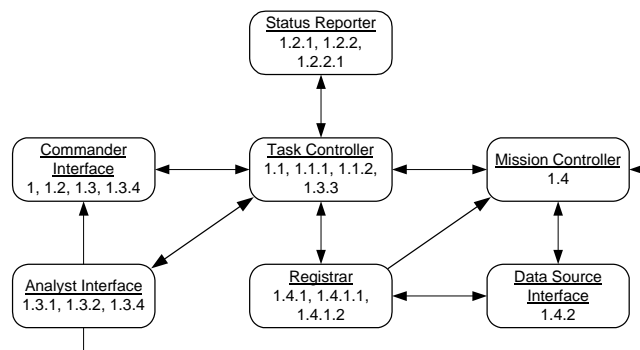 Status Reporter
1.2.1, 1.2.2,
1.2.2.1
Commander
Interface
1, 1.2, 1.3, 1.3.4
Task Controller
1.1, 1.1.1, 1.1.2,
1.3.3
Mission Controller
1.4
Analyst Interface
1.3.1, 1.3.2, 1.3.4
Registrar
1.4.1, 1.4.1.1,
1.4.1.2
Data Source
Interface
1.4.2